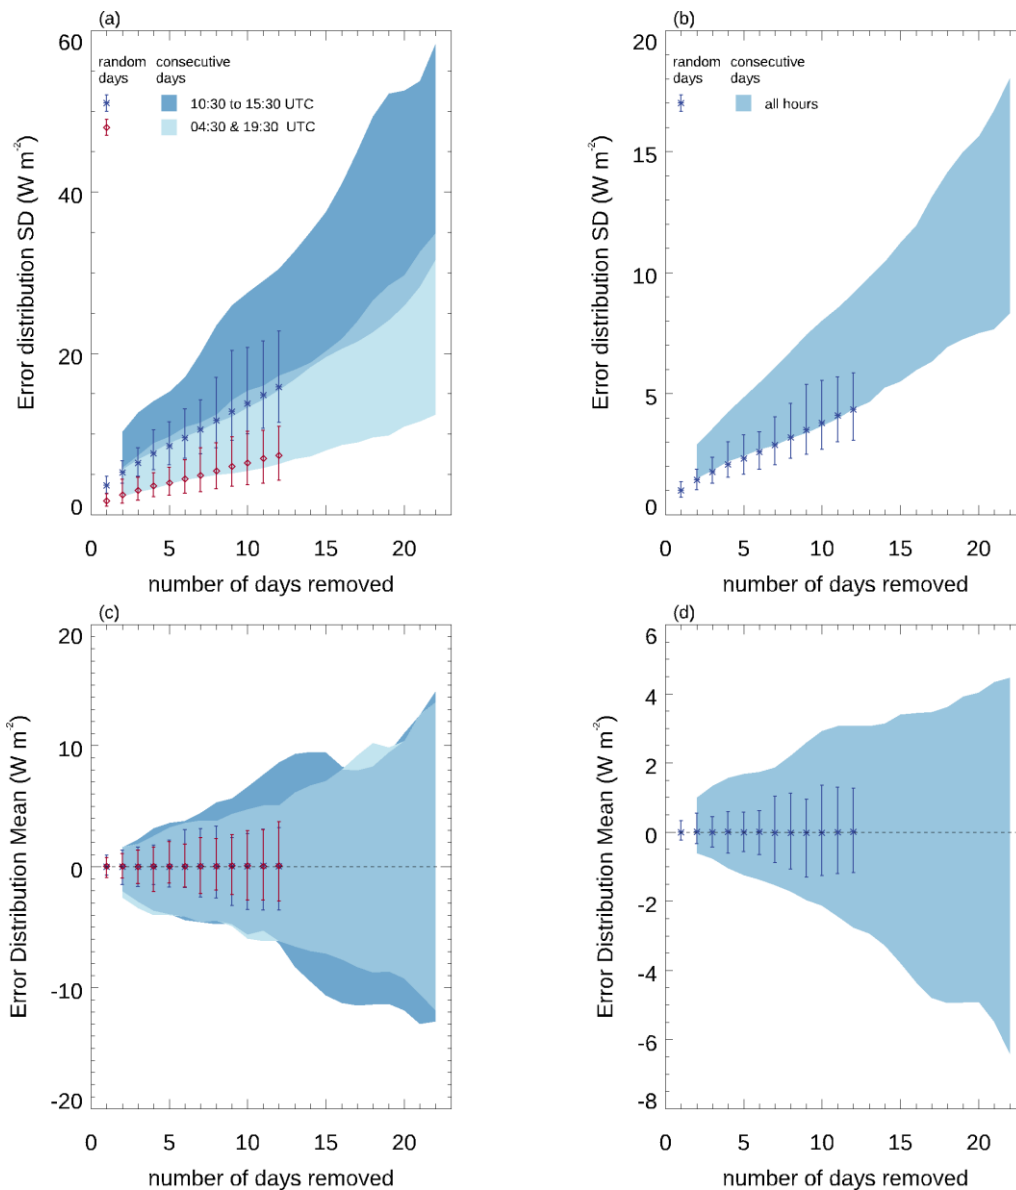 (a)
60
40
20
0
Error distribution SD (W m-2)
random consecutive
days days
10:30 to 15:30 UTC
04:30 & 19:30 UTC
0 5 10 15 20
number of days removed
(b)
20
15
10
5
0
Error distribution SD (W m-2)
random consecutive
days days
all hours
0 5 10 15 20
number of days removed
(c)
20
10
0
-10
-20
Error Distribution Mean (W m-2)
0 5 10 15 20
number of days removed
(d)
6
4
2
0
-2
-4
-6
-8
Error Distribution Mean (W m-2)
0 5 10 15 20
number of days removed